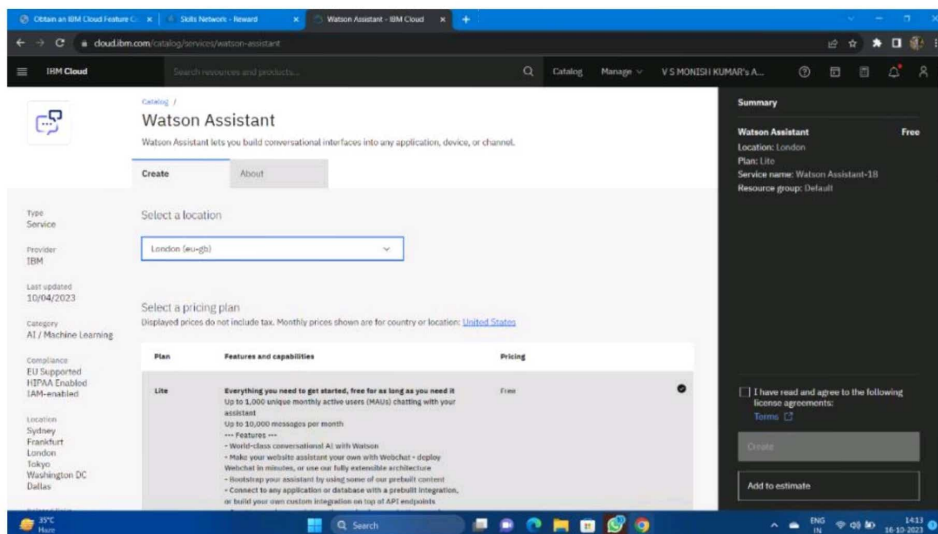 Obtain an IBM Cloud Feature Co
Skills Network - Reward
Watson Assistant - IBM Cloud
cloud.ibm.com/catalog/services/watson-assistant
IBM Cloud
Search resources and products...
Catalog
Manage
V S MONISH KUMAR's A...
Catalog /
Watson Assistant
Watson Assistant lets you build conversational interfaces into any application, device, or channel.
Create
About
Type
Service
Provider
IBM
Last updated
10/04/2023
Category
AI / Machine Learning
Compliance
EU Supported
HIPAA Enabled
IAM-enabled
Location
Sydney
Frankfurt
London
Tokyo
Washington DC
Dallas
Select a location
London (eu-gb)
Select a pricing plan
Displayed prices do not include tax. Monthly prices shown are for country or location: United States
Plan
Features and capabilities
Pricing
Lite
Everything you need to get started, free for as long as you need it
Free
Up to 1,000 unique monthly active users (MAUs) chatting with your
assistant
Up to 10,000 messages per month
--- Features ---
- World-class conversational AI with Watson
- Make your website assistant your own with Webchat - deploy
Webchat in minutes, or use our fully extensible architecture
- Bootstrap your assistant by using some of our prebuilt content
- Connect to any application or database with a prebuilt integration,
or build your own custom integration on top of API endpoints
Summary
Watson Assistant
Free
Location: London
Plan: Lite
Service name: Watson Assistant-18
Resource group: Default
I have read and agree to the following
license agreements:
Terms
Create
Add to estimate
35°C
Haze
Search
ENG
IN
14:13
16-10-2023